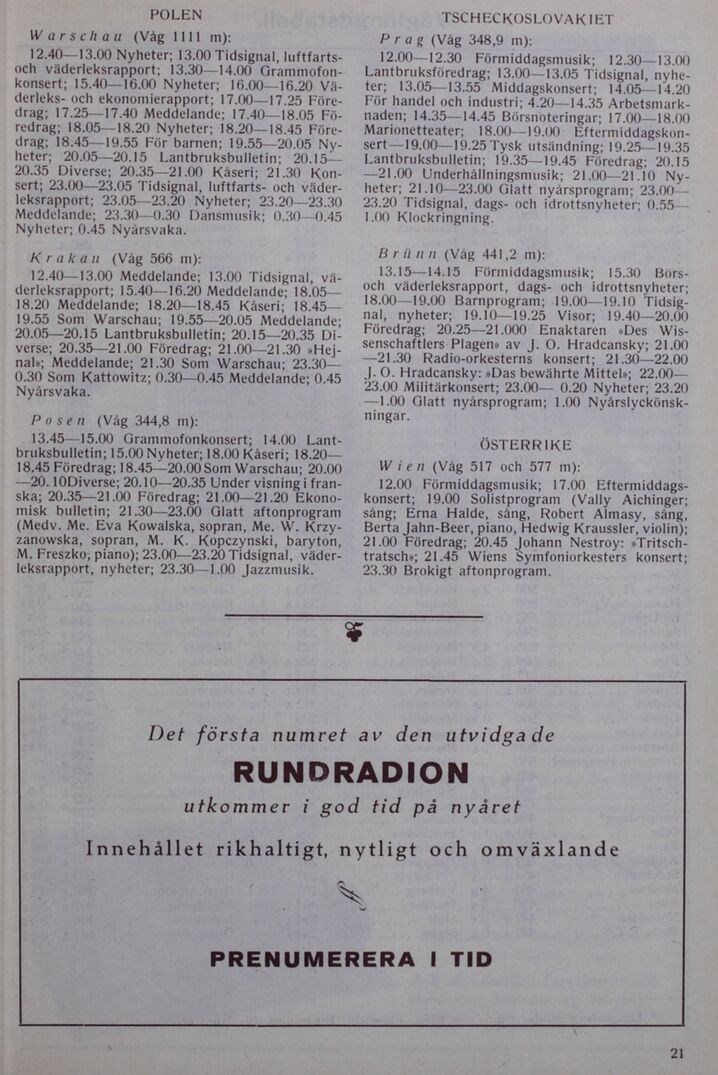 POLEN
Warschau (Våg 1111 m):
12.40—13.00 Nyheter; 13.00 Tidsignal, luftfarts-
och väderleksrapport; 13.30—14.00 Grammofon-
konsert; 15.40—16.00 Nyheter; 16.00—16.20 Vä-
derleks- och ekonomierapport; 17.00—17.25 Före-
drag; 17.25—17.40 Meddelande; 17.40—18.05 Fö-
redrag; 18.05—18.20 Nyheter; 18.20—18.45 Före-
drag; 18.45—19.55 För barnen; 19.55—20.05 Ny-
heter; 20.05—20.15 Lantbruksbulletin; 20.15—
20.35 Diverse; 20.35—21.00 Kåseri; 21.30 Kon-
sert; 23.00—23.05 Tidsignal, luftfarts- och väder-
leksrapport; 23.05—23.20 Nyheter; 23.20—23.30
Meddelande; 23.30—0.30 Dansmusik; 0.30—0.45
Nyheter; 0.45 Nyårsvaka.
Krakau (Våg 566 m):
12.40—13.00 Meddelande; 13.00 Tidsignal, vä-
derleksrapport; 15.40—16.20 Meddelande; 18.05—
18.20 Meddelande; 18.20—18.45 Kåseri; 18.45—
19.55 Som Warschau; 19.55—20.05 Meddelande;
20.05—20.15 Lantbruksbulletin; 20.15—20.35 Di-
verse; 20.35—21.00 Föredrag; 21.00—21.30 »Hej-
nal»; Meddelande; 21.30 Som Warschau; 23.30—
0.30 Som Kattowitz; 0.30—0.45 Meddelande; 0.45
Nyårsvaka.
Posen (Våg 344,8 m):
13.45—15.00 Grammofonkonsert; 14.00 Lant-
bruksbulletin; 15.00 Nyheter; 18.00 Kåseri; 18.20—
18.45 Föredrag; 18.45—20.00 Som Warschau; 20.00
—20.10Diverse; 20.10—20.35 Undervisning i fran-
ska; 20.35—21.00 Föredrag; 21.00—21.20 Ekono-
misk bulletin; 21.30—23.00 Glatt aftonprogram
(Medv. Me. Eva Kowalska, sopran, Me. W. Krzy-
zanowska, sopran, M. K. Kopczynski, baryton,
M. Freszko, piano); 23.00—23.20 Tidsignal, väder-
leksrapport, nyheter; 23.30—1.00 Jazzmusik.
TSCHECKOSLOVAKIET
Prag (Våg 348,9 m):
12.00—12.30 Förmiddagsmusik; 12.30—13.00
Lantbruksföredrag; 13.00—13.05 Tidsignal, nyhe-
ter; 13.05—13.55 Middagskonsert; 14.05—14.20
För handel och industri; 4.20—14.35 Arbetsmark-
naden; 14.35—14.45 Börsnoteringar; 17.00—18.00
Marionetteater; 18.00—19.00 Eftermiddagskon-
sert—19.00—19.25 Tysk utsändning; 19.25—19.35
Lantbruksbulletin; 19.35—19.45 Föredrag; 20.15
—21.00 Underhållningsmusik; 21.00—21.10 Ny-
heter; 21.10—23.00 Glatt nyårsprogram; 23.00—
23.20 Tidsignal, dags- och idrottsnyheter; 0.55—
1.00 Klockringning.
Brünn (Våg 441,2 m):
13.15—14.15 Förmiddagsmusik; 15.30 Börs-
och väderleksrapport, dags- och idrottsnyheter;
18.00—19.00 Barnprogram; 19.00—19.10 Tidsig-
nal, nyheter; 19.10—19.25 Visor; 19.40—20.00
Föredrag; 20.25—21.000 Enaktaren »Des Wis-
senschaftlers Plagen» av J. O. Hradcansky; 21.00
—21.30 Radio-orkesterns konsert; 21.30—22.00
J. O. Hradcansky: »Das bewährte Mittel»; 22.00—
23.00 Militärkonsert; 23.00— 0.20 Nyheter; 23.20
—1.00 Glatt nyårsprogram; 1.00 Nyårslyckönsk-
ningar.
ÖSTERRIKE
Wien (Våg 517 och 577 m):
12.00 Förmiddagsmusik; 17.00 Eftermiddags-
konsert; 19.00 Solistprogram (Vally Aichinger;
sång; Erna Halde, sång, Robert Almasy, sång,
Berta Jahn-Beer, piano, Hedwig Kraussler, violin);
21.00 Föredrag; 20.45 Johann Nestroy: »Tritsch-
tratsch»; 21.45 Wiens Symfoniorkesters konsert;
23.30 Brokigt aftonprogram.
Det första numret av den utvidgade
RUNDRADION
utkommer i god tid på nyåret
Innehållet rikhaltigt, nytligt och omväxlande
PRENUMERERA I TID
21